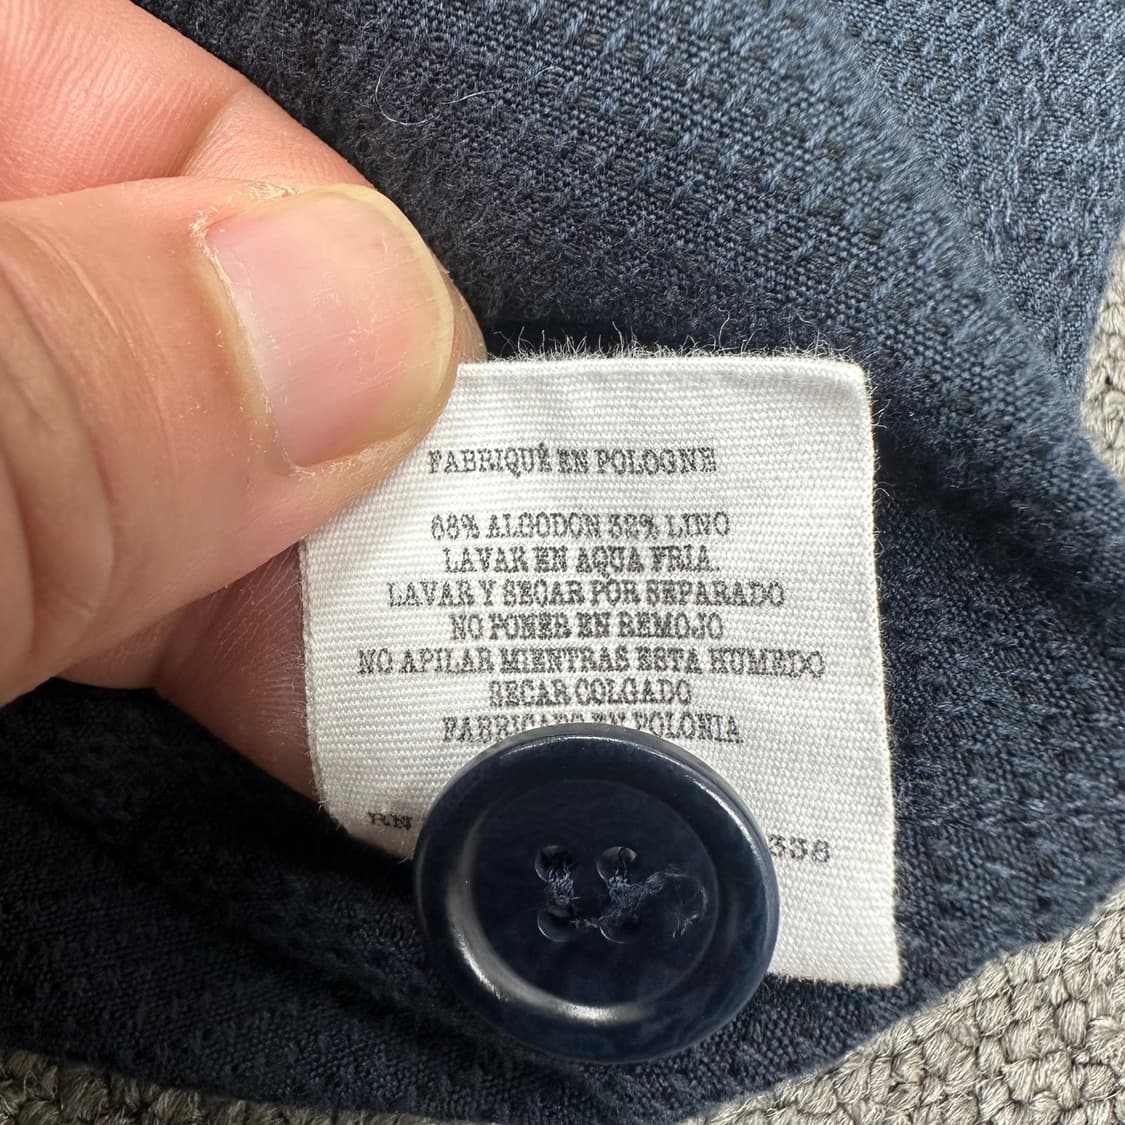 FABRIQUÉ EN POLOGNE
68% ALGODON 32% LINO
LAVAR EN AQUA FRIA.
LAVAR Y SECAR POR SEPARADO
NO PONER EN REMOJO
NO APILAR MIENTRAS ESTA HUMEDO
SECAR COLGADO
FABRICADO EN POLONIA
RN